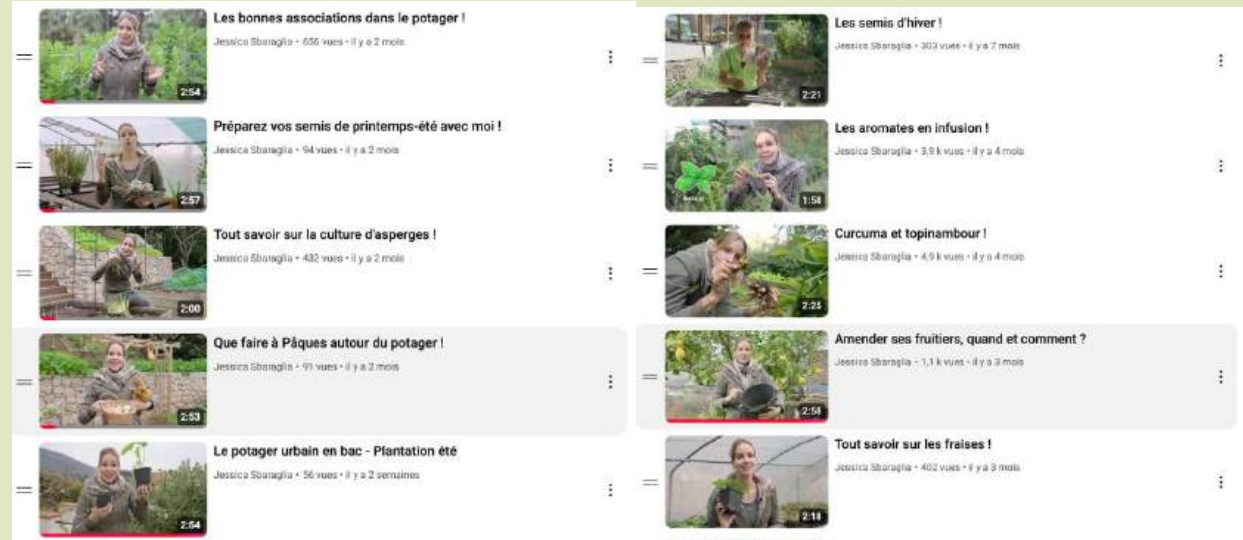 Les bonnes associations dans le potager !
Jessica Sbaraglia • 656 vues • il y a 2 mois
2:54
Préparez vos semis de printemps-été avec moi !
Jessica Sbaraglia • 94 vues • il y a 2 mois
2:57
Tout savoir sur la culture d'asperges !
Jessica Sbaraglia • 432 vues • il y a 2 mois
2:00
Que faire à Pâques autour du potager !
Jessica Sbaraglia • 91 vues • il y a 2 mois
2:53
Le potager urbain en bac - Plantation été
Jessica Sbaraglia • 56 vues • il y a 2 semaines
2:54
Les semis d'hiver !
Jessica Sbaraglia • 303 vues • il y a 7 mois
2:21
Les aromates en infusion !
Jessica Sbaraglia • 3,9 k vues • il y a 4 mois
1:58
Curcuma et topinambour !
Jessica Sbaraglia • 4,9 k vues • il y a 4 mois
2:25
Amender ses fruitiers, quand et comment ?
Jessica Sbaraglia • 1,1 k vues • il y a 3 mois
2:58
Tout savoir sur les fraises !
Jessica Sbaraglia • 402 vues • il y a 3 mois
2:18